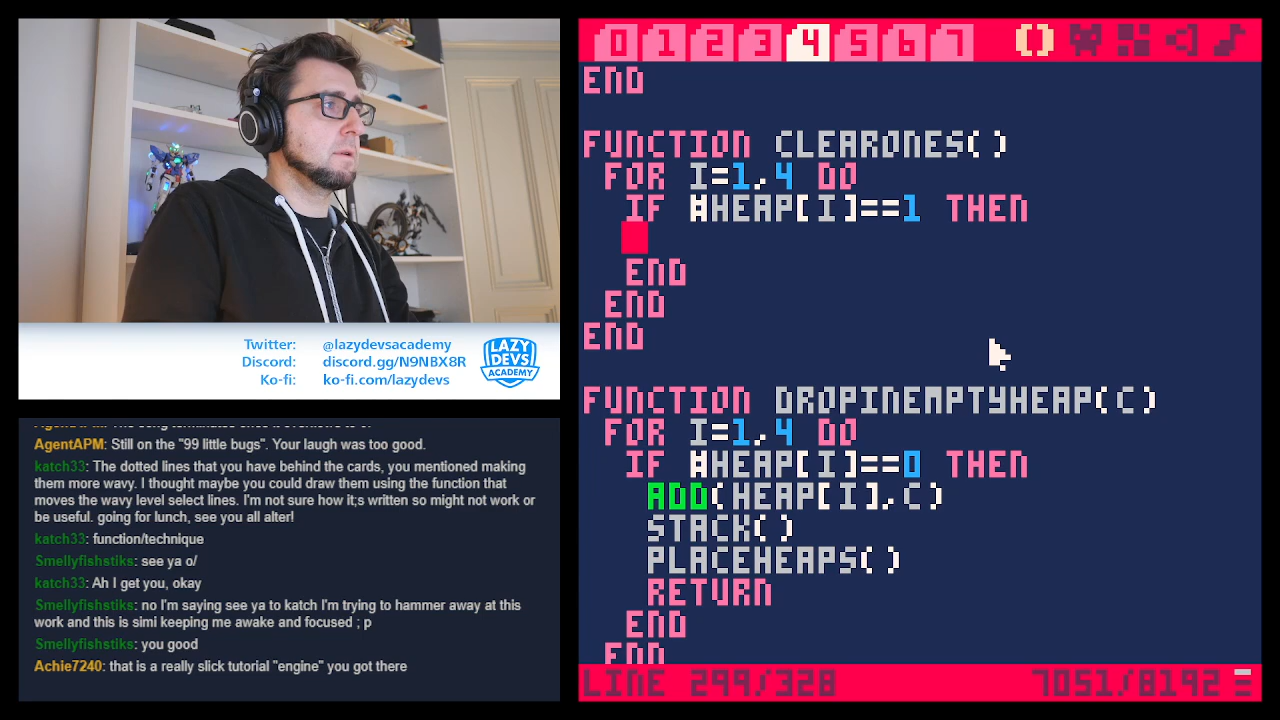 Twitter: @lazydevsacademy
Discord: discord.gg/N9NBX8R
Ko-fi: ko-fi.com/lazydevs
LAZY
DEVS
ACADEMY
AgentAPM: Still on the "99 little bugs". Your laugh was too good.
katch33: The dotted lines that you have behind the cards, you mentioned making
them more wavy. I thought maybe you could draw them using the function that
moves the wavy level select lines. I'm not sure how it;s written so might not work or
be useful. going for lunch, see you all alter!
katch33: function/technique
Smellyfishstiks: see ya o/
katch33: Ah I get you, okay
Smellyfishstiks: no I'm saying see ya to katch I'm trying to hammer away at this
work and this is simi keeping me awake and focused ; p
Smellyfishstiks: you good
Achie7240: that is a really slick tutorial "engine" you got there
0 1 2 3 4 5 6 7 ()
END
FUNCTION CLEARONES()
FOR I=1,4 DO
IF #HEAP[I]==1 THEN
END
END
END
FUNCTION DROPINEMPTYHEAP(C)
FOR I=1,4 DO
IF #HEAP[I]==0 THEN
ADD(HEAP[I],C)
STACK()
PLACEHEAPS()
RETURN
END
END
LINE 299/328 7051/8192